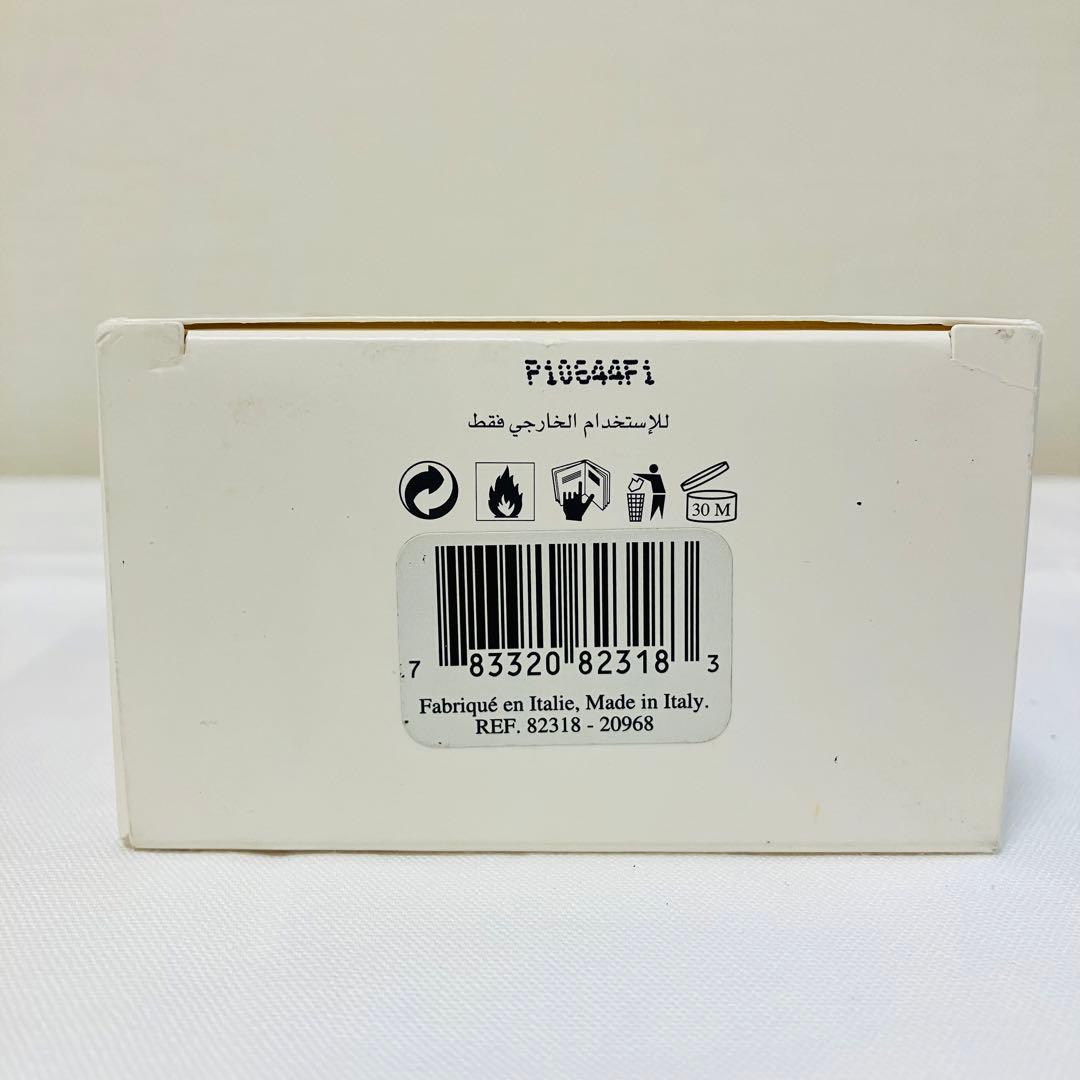 P10644F1
للإستخدام الخارجي فقط
30 M
7 83320 82318 3
Fabriqué en Italie, Made in Italy.
REF. 82318 - 20968